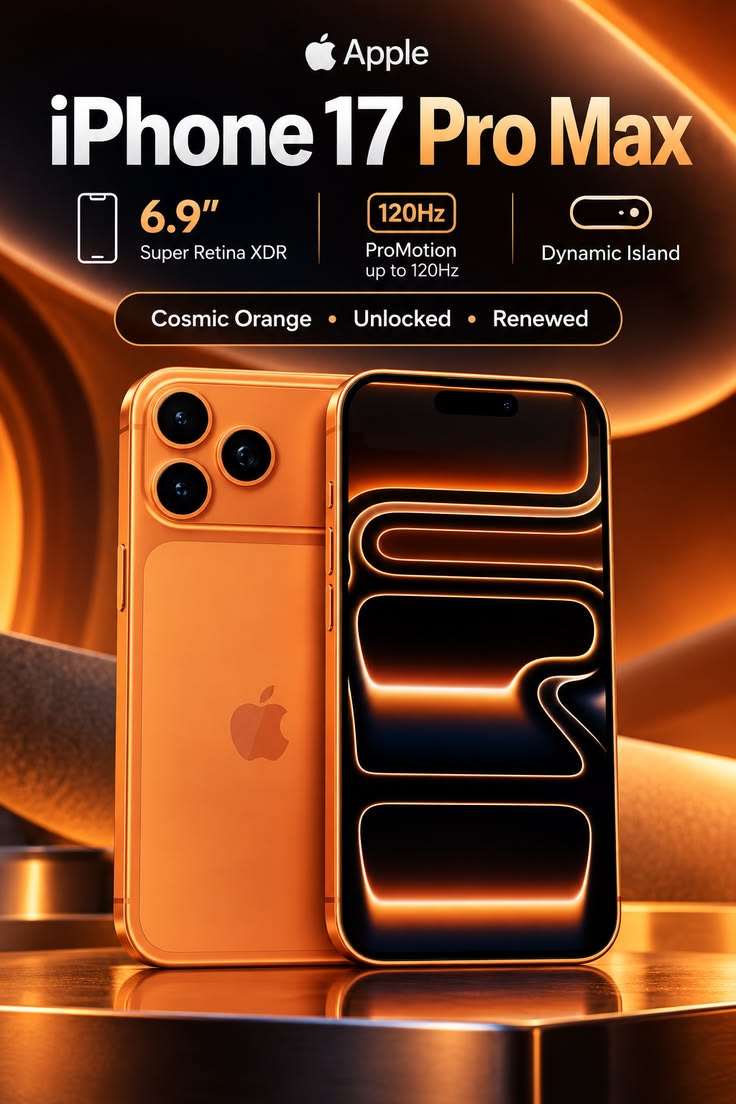 Apple
iPhone 17 Pro Max
6.9″
Super Retina XDR
120Hz
ProMotion
up to 120Hz
Dynamic Island
Cosmic Orange • Unlocked • Renewed